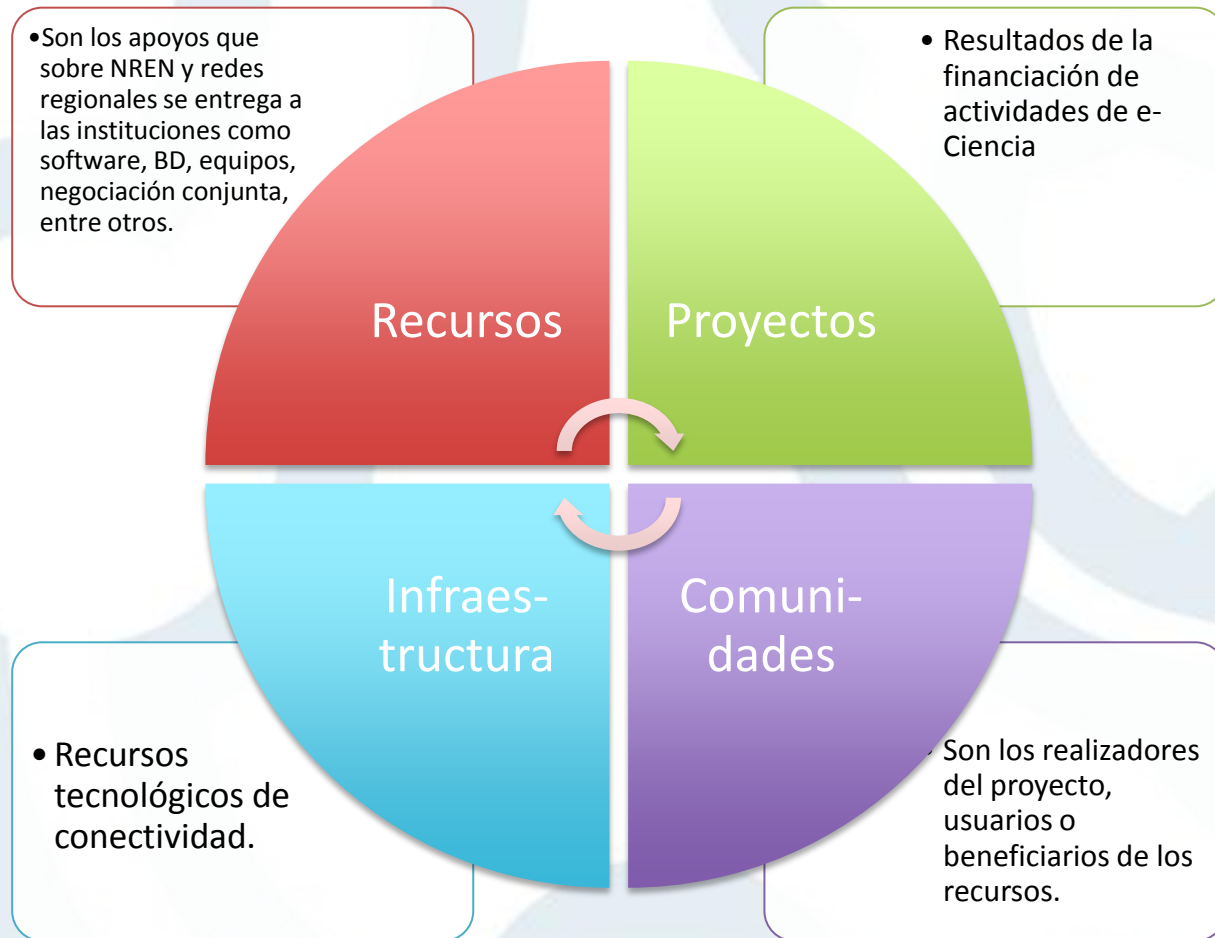 •Son los apoyos que
sobre NREN y redes
regionales se entrega a
las instituciones como
software, BD, equipos,
negociación conjunta,
entre otros.
• Resultados de la
financiación de
actividades de e-
Ciencia
Recursos
Proyectos
Infraes-
tructura
Comuni-
dades
• Recursos
tecnológicos de
conectividad.
• Son los realizadores
del proyecto,
usuarios o
beneficiarios de los
recursos.